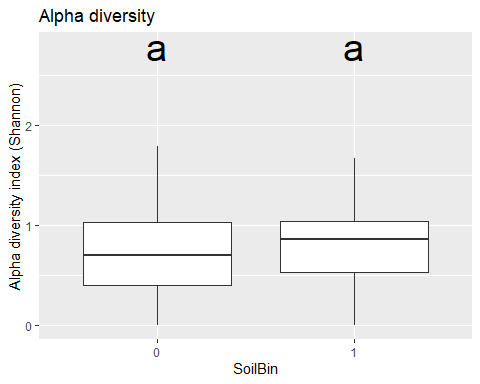 Alpha diversity
a a
Alpha diversity index (Shannon)
2
1
0
0 1
SoilBin